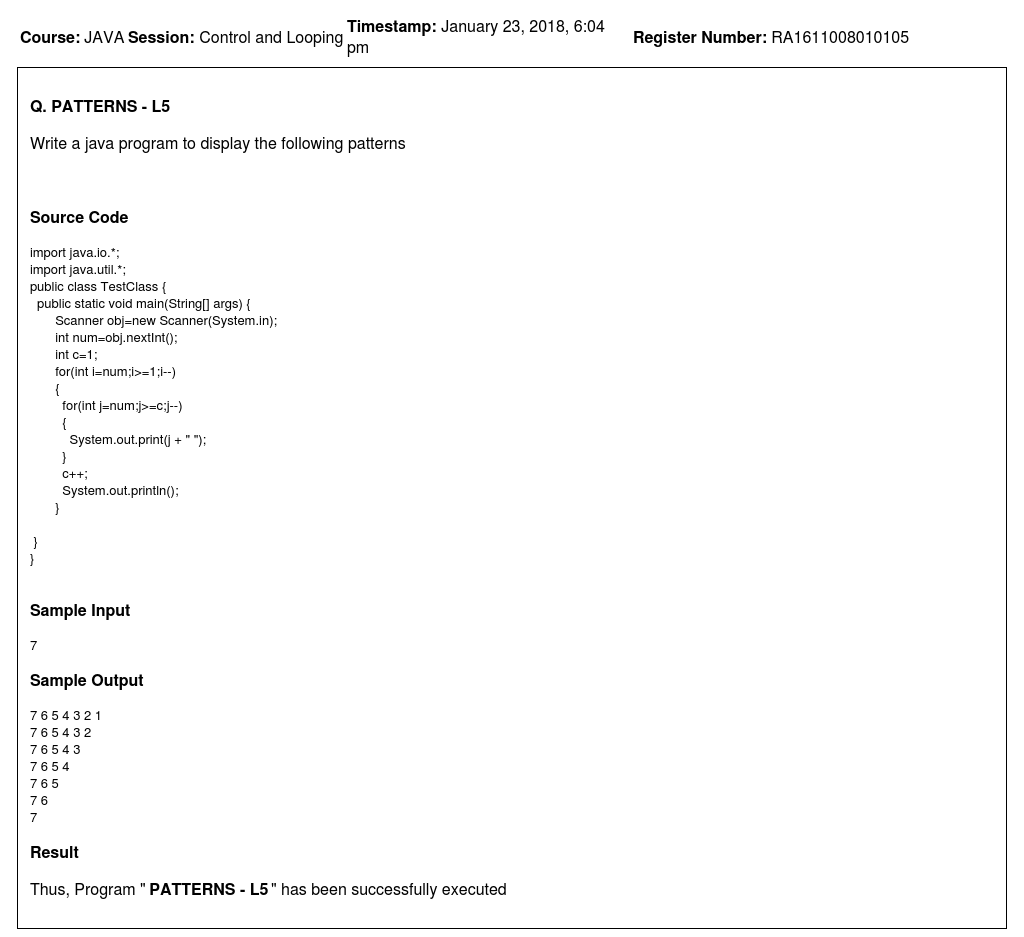 Course: JAVA Session: Control and Looping Timestamp: January 23, 2018, 6:04 pm Register Number: RA1611008010105
Q. PATTERNS - L5
Write a java program to display the following patterns
Source Code
import java.io.*;
import java.util.*;
public class TestClass {
  public static void main(String[] args) {
       Scanner obj=new Scanner(System.in);
       int num=obj.nextInt();
       int c=1;
       for(int i=num;i>=1;i--)
       {
         for(int j=num;j>=c;j--)
         {
           System.out.print(j + " ");
         }
         c++;
         System.out.println();
       }
 }
}
Sample Input
7
Sample Output
7 6 5 4 3 2 1
7 6 5 4 3 2
7 6 5 4 3
7 6 5 4
7 6 5
7 6
7
Result
Thus, Program " PATTERNS - L5 " has been successfully executed